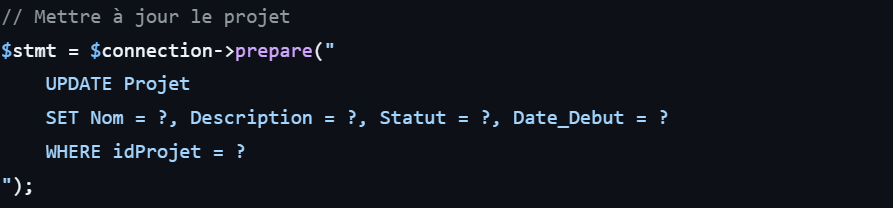 // Mettre à jour le projet
$stmt = $connection->prepare("
    UPDATE Projet
    SET Nom = ?, Description = ?, Statut = ?, Date_Debut = ?
    WHERE idProjet = ?
");